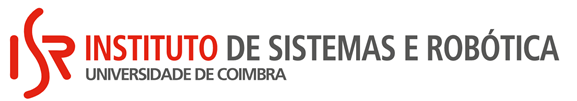 ISR INSTITUTO DE SISTEMAS E ROBÓTICA
UNIVERSIDADE DE COIMBRA